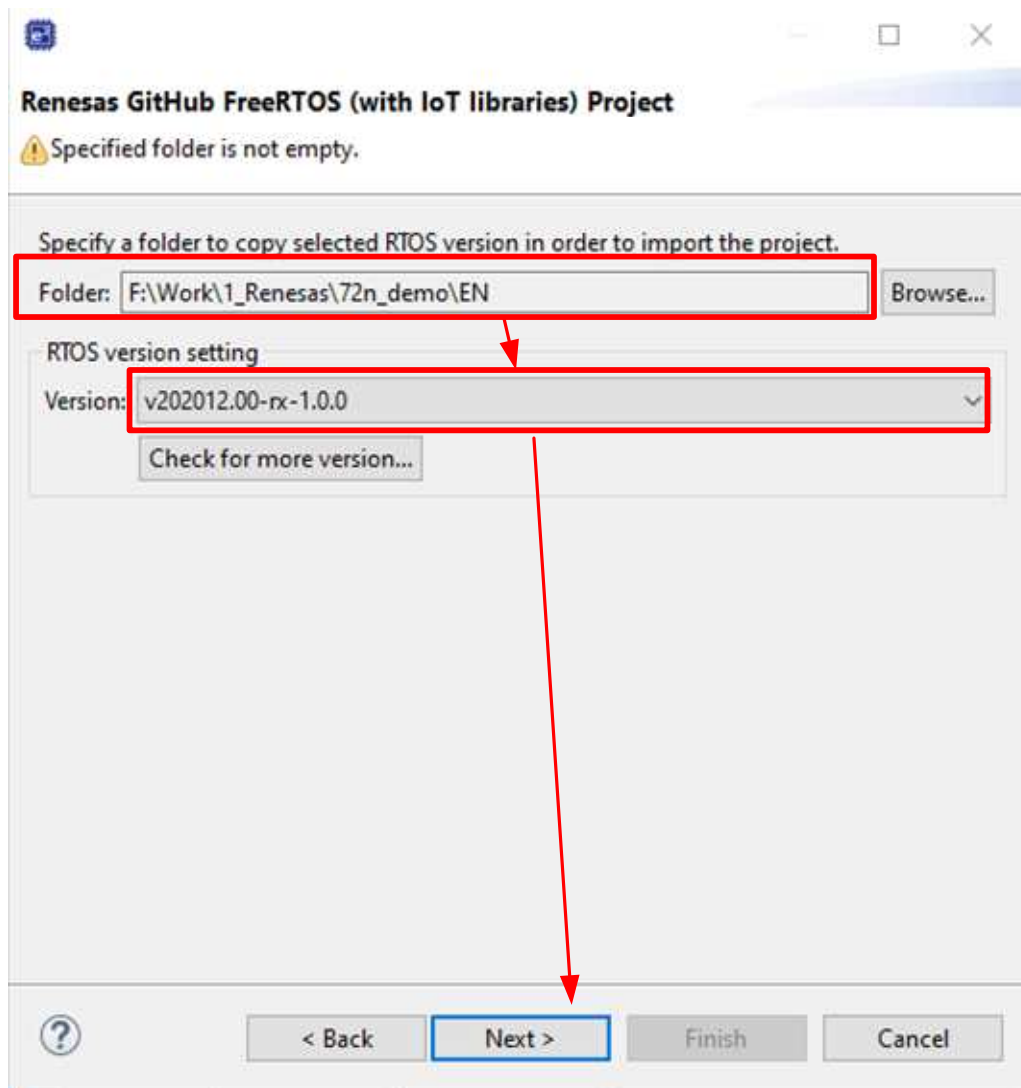 Renesas GitHub FreeRTOS (with IoT libraries) Project
Specified folder is not empty.
Specify a folder to copy selected RTOS version in order to import the project.
Folder: F:\Work\1_Renesas\72n_demo\EN Browse...
RTOS version setting
Version: v202012.00-rx-1.0.0
Check for more version...
? < Back Next > Finish Cancel